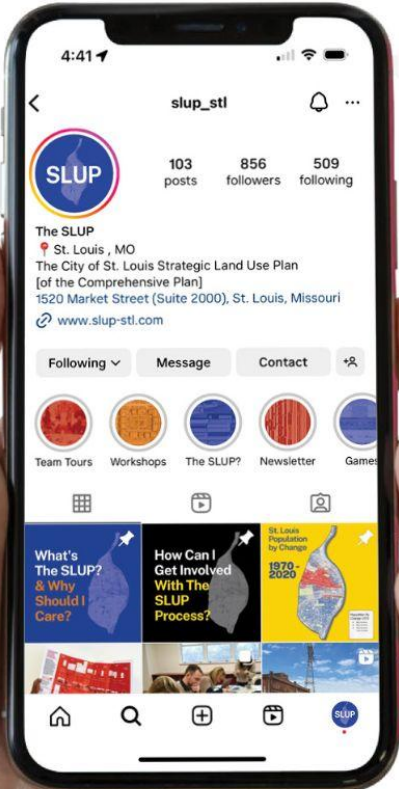 4:41
slup_stl
SLUP
103
posts
856
followers
509
following
The SLUP
St. Louis , MO
The City of St. Louis Strategic Land Use Plan
[of the Comprehensive Plan]
1520 Market Street (Suite 2000), St. Louis, Missouri
www.slup-stl.com
Following
Message
Contact
Team Tours
Workshops
The SLUP?
Newsletter
Games
What's
The SLUP?
& Why
Should I
Care?
How Can I
Get Involved
With The
SLUP
Process?
St. Louis
Population
by Change
1970 -
2020
SLUP